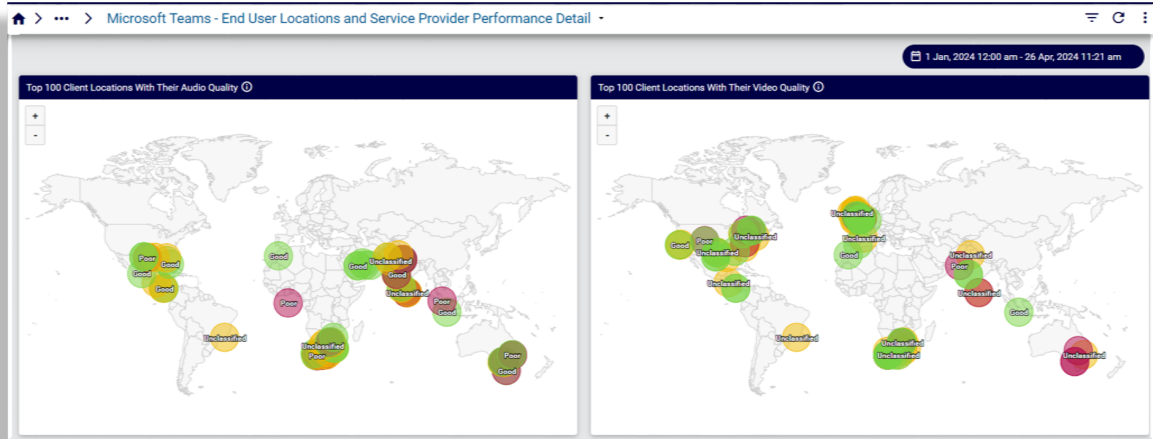 Microsoft Teams - End User Locations and Service Provider Performance Detail
1 Jan, 2024 12:00 am - 26 Apr, 2024 11:21 am
Top 100 Client Locations With Their Audio Quality
+
-
Poor
Good
Good
Good
Unclassified
Good
Poor
Unclassified
Poor
Good
Unclassified
Good
Unclassified
Poor
Good
Poor
Good
Top 100 Client Locations With Their Video Quality
+
-
Unclassified
Good
Poor
Unclassified
Unclassified
Unclassified
Good
Unclassified
Unclassified
Unclassified
Poor
Unclassified
Good
Unclassified
Unclassified
Unclassified